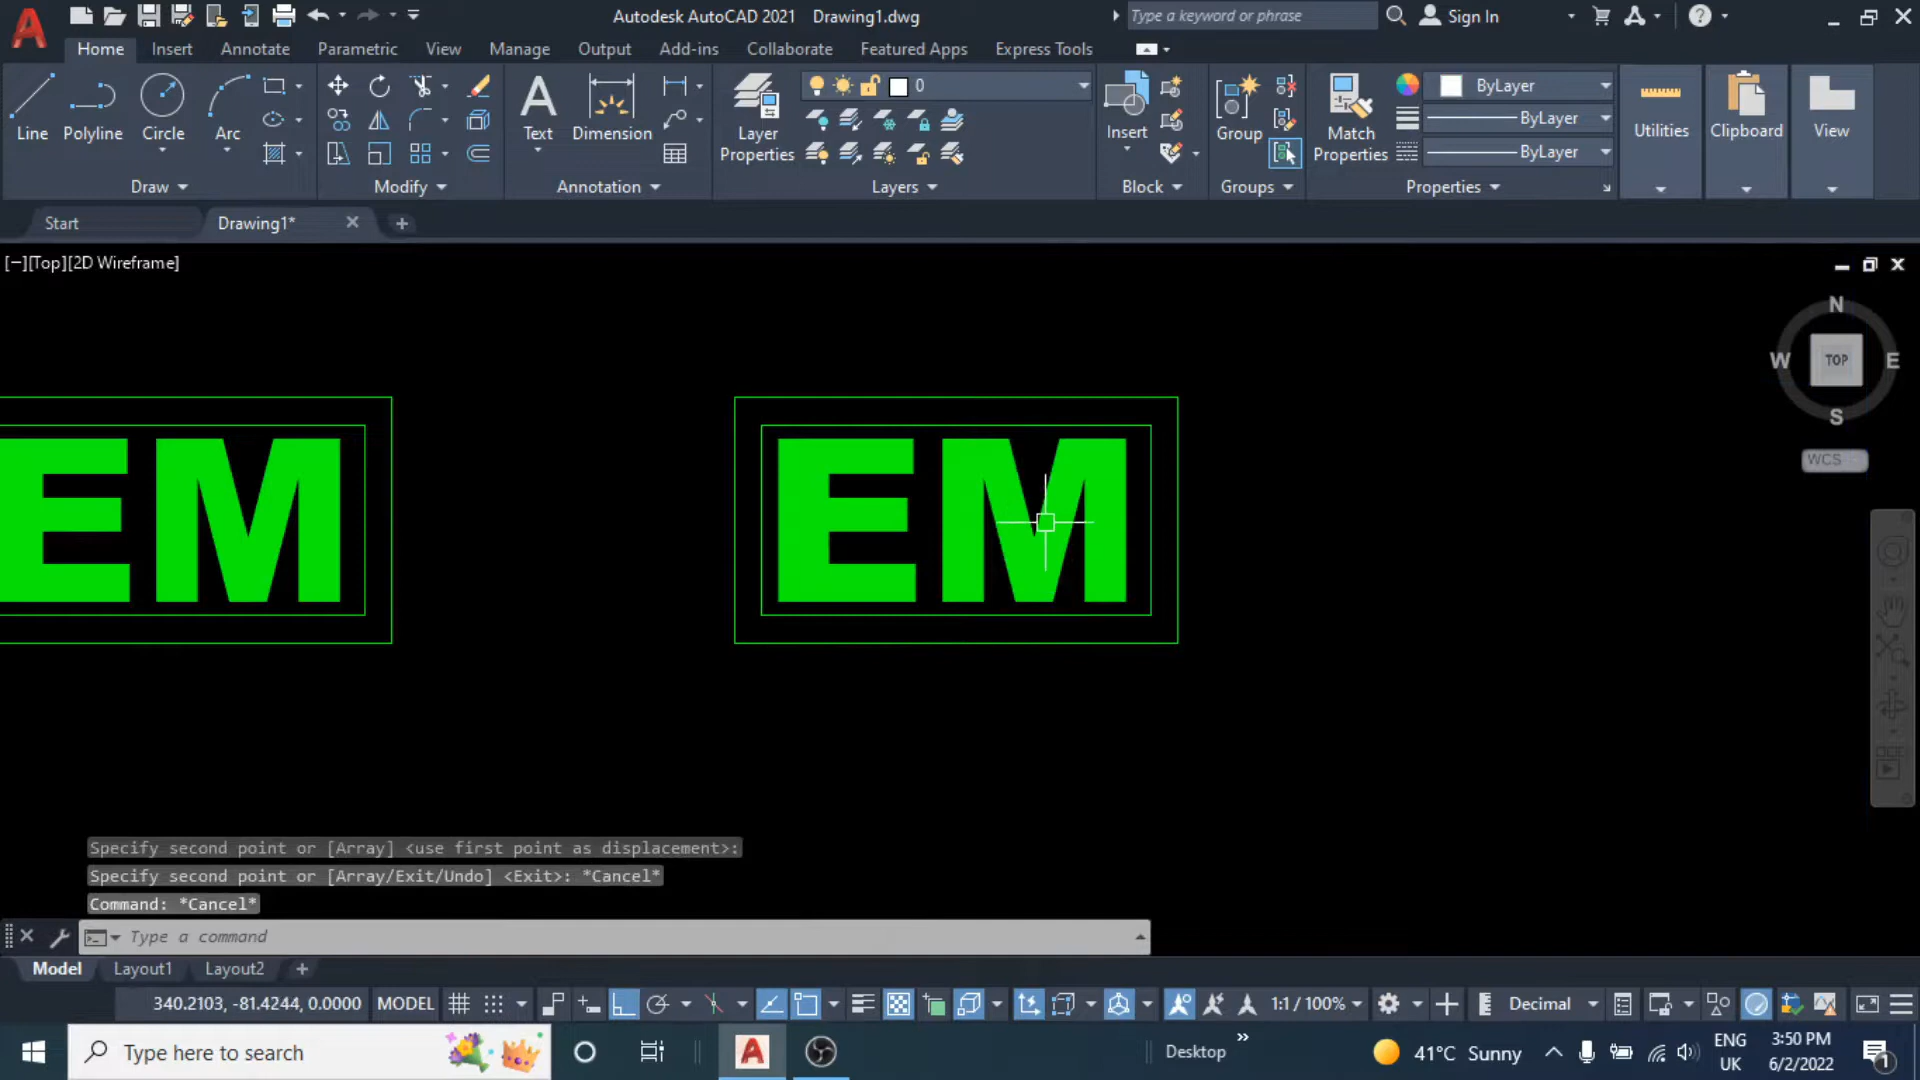 Autodesk AutoCAD 2021 Drawing1.dwg
Type a keyword or phrase
Sign In
Home Insert Annotate Parametric View Manage Output Add-ins Collaborate Featured Apps Express Tools
Line Polyline Circle Arc
Text Dimension
Layer Properties
0
Insert
Group
Match Properties
ByLayer
ByLayer
ByLayer
Utilities Clipboard View
Draw Modify Annotation Layers Block Groups Properties
Start Drawing1*
[−][Top][2D Wireframe]
N
W TOP E
S
WCS
EM EM
Specify second point or [Array] <use first point as displacement>:
Specify second point or [Array/Exit/Undo] <Exit>: *Cancel*
Command: *Cancel*
Type a command
Model Layout1 Layout2
340.2103, -81.4244, 0.0000 MODEL 1:1 / 100% Decimal
Type here to search
Desktop
41°C Sunny
ENG
UK
3:50 PM
6/2/2022
1